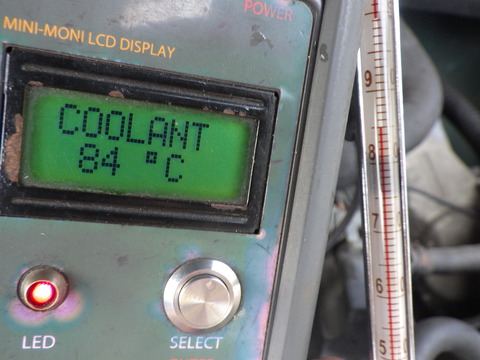 POWER
MINI-MONI LCD DISPLAY
COOLANT
84 °C
LED
SELECT
9
8
7
6
5